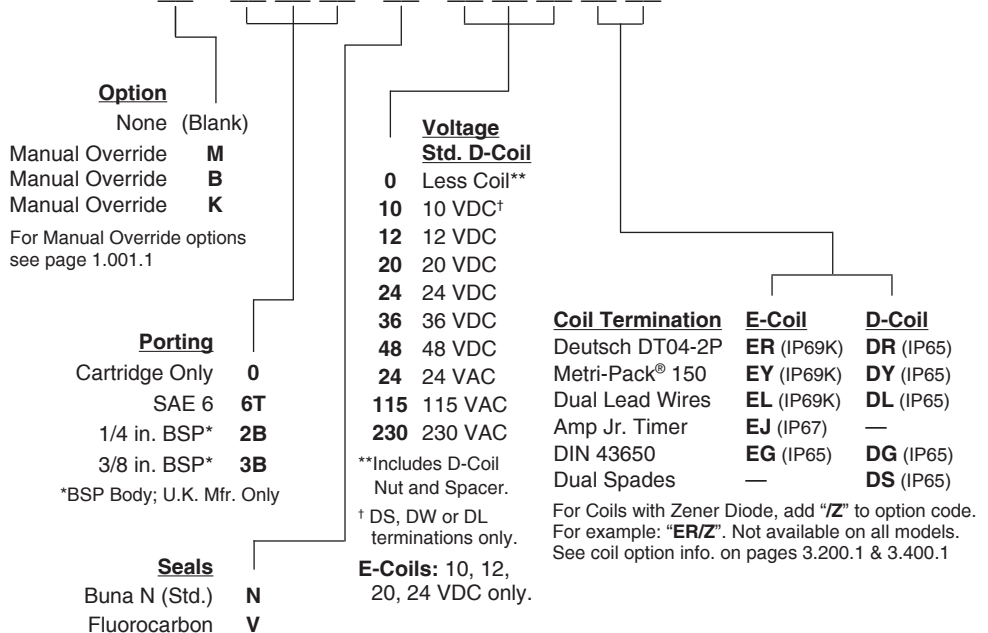 Option
None (Blank)
Manual Override M
Manual Override B
Manual Override K
For Manual Override options
see page 1.001.1
Porting
Cartridge Only 0
SAE 6 6T
1/4 in. BSP* 2B
3/8 in. BSP* 3B
*BSP Body; U.K. Mfr. Only
Seals
Buna N (Std.) N
Fluorocarbon V
Voltage
Std. D-Coil
0 Less Coil**
10 10 VDC†
12 12 VDC
20 20 VDC
24 24 VDC
36 36 VDC
48 48 VDC
24 24 VAC
115 115 VAC
230 230 VAC
**Includes D-Coil
Nut and Spacer.
† DS, DW or DL
terminations only.
E-Coils: 10, 12,
20, 24 VDC only.
Coil Termination E-Coil D-Coil
Deutsch DT04-2P ER (IP69K) DR (IP65)
Metri-Pack® 150 EY (IP69K) DY (IP65)
Dual Lead Wires EL (IP69K) DL (IP65)
Amp Jr. Timer EJ (IP67) —
DIN 43650 EG (IP65) DG (IP65)
Dual Spades — DS (IP65)
For Coils with Zener Diode, add “/Z” to option code.
For example: “ER/Z”. Not available on all models.
See coil option info. on pages 3.200.1 & 3.400.1